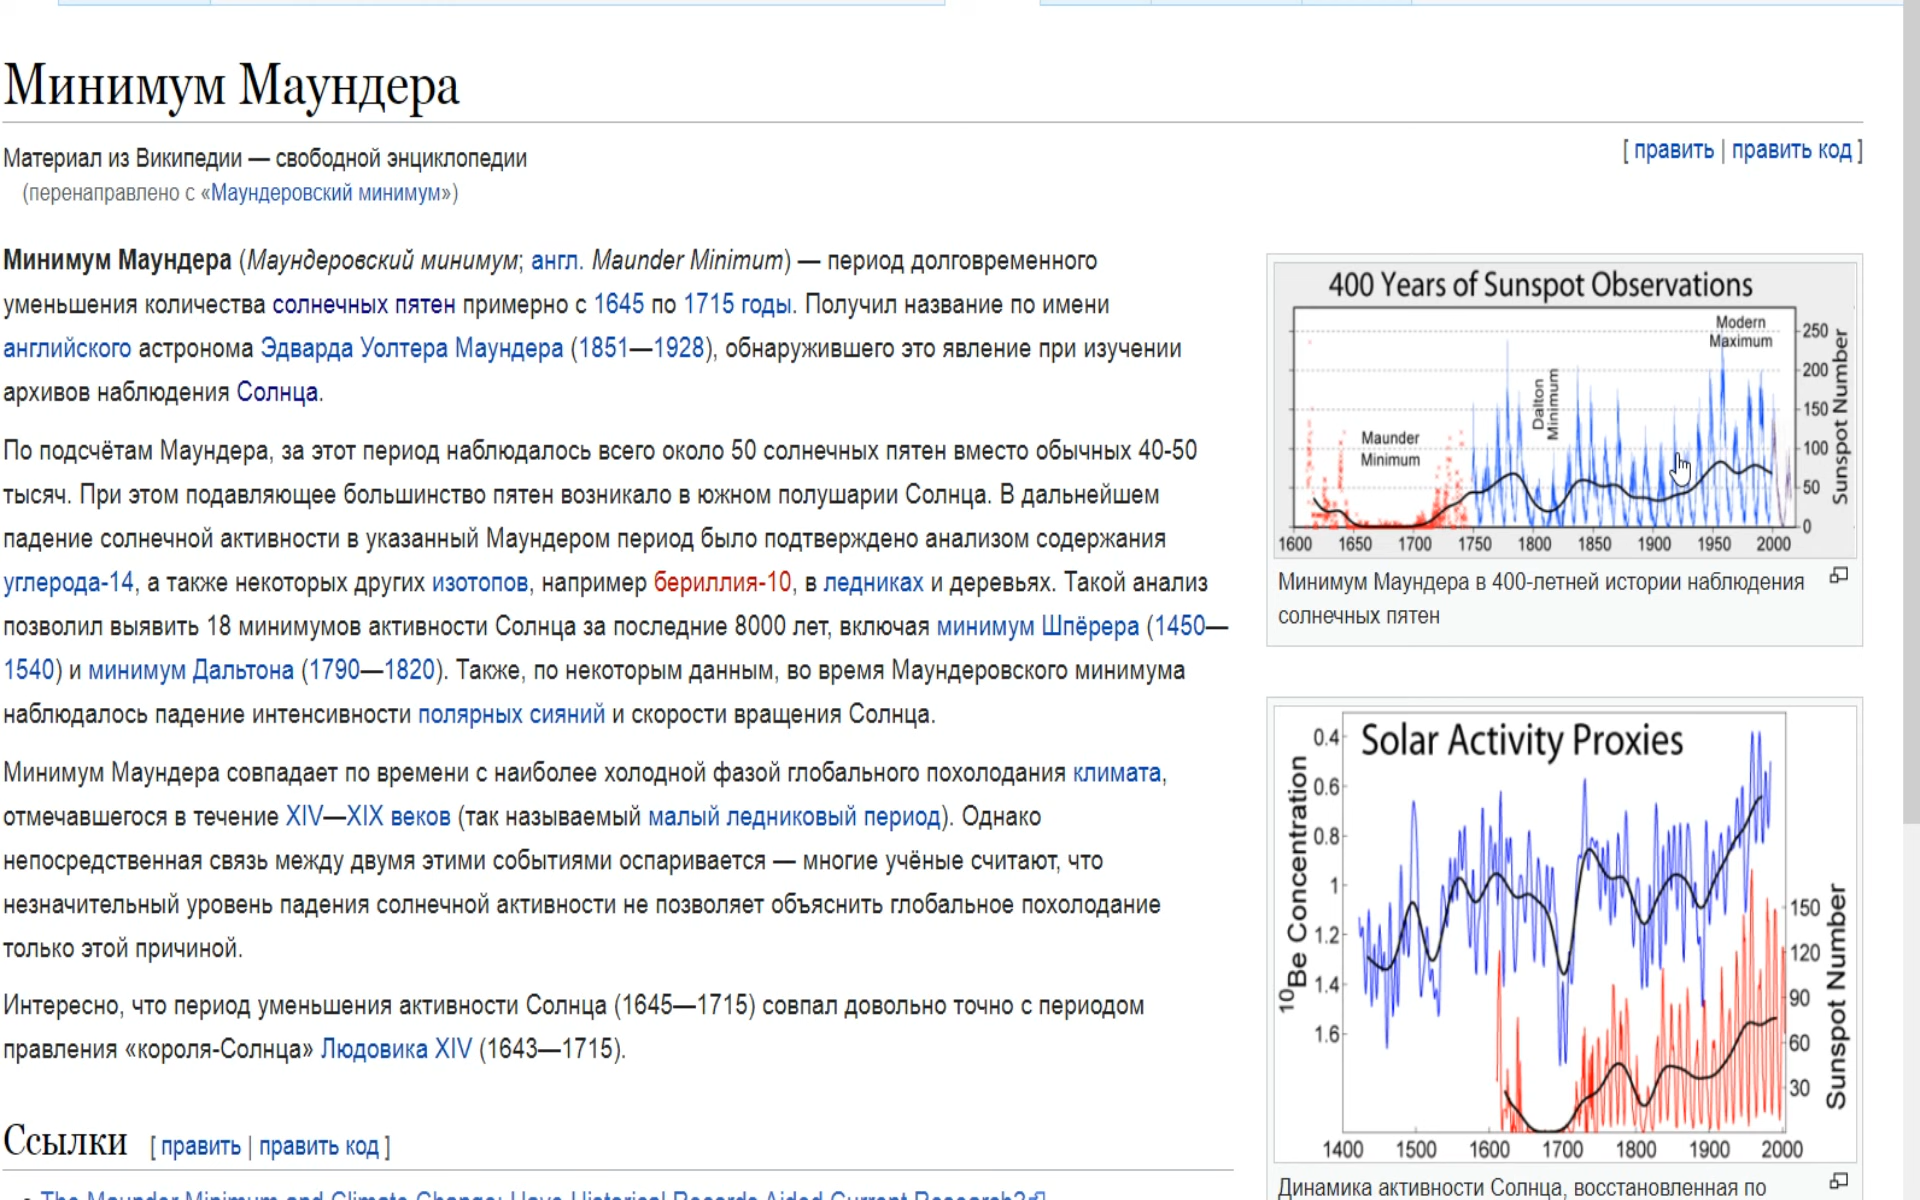 Минимум Маундера
Материал из Википедии — свободной энциклопедии
[ править | править код ]
(перенаправлено с «Маундеровский минимум»)
Минимум Маундера (Маундеровский минимум; англ. Maunder Minimum) — период долговременного
уменьшения количества солнечных пятен примерно с 1645 по 1715 годы. Получил название по имени
английского астронома Эдварда Уолтера Маундера (1851—1928), обнаружившего это явление при изучении
архивов наблюдения Солнца.
По подсчётам Маундера, за этот период наблюдалось всего около 50 солнечных пятен вместо обычных 40-50
тысяч. При этом подавляющее большинство пятен возникало в южном полушарии Солнца. В дальнейшем
падение солнечной активности в указанный Маундером период было подтверждено анализом содержания
углерода-14, а также некоторых других изотопов, например бериллия-10, в ледниках и деревьях. Такой анализ
позволил выявить 18 минимумов активности Солнца за последние 8000 лет, включая минимум Шпёрера (1450—
1540) и минимум Дальтона (1790—1820). Также, по некоторым данным, во время Маундеровского минимума
наблюдалось падение интенсивности полярных сияний и скорости вращения Солнца.
Минимум Маундера совпадает по времени с наиболее холодной фазой глобального похолодания климата,
отмечавшегося в течение XIV—XIX веков (так называемый малый ледниковый период). Однако
непосредственная связь между двумя этими событиями оспаривается — многие учёные считают, что
незначительный уровень падения солнечной активности не позволяет объяснить глобальное похолодание
только этой причиной.
Интересно, что период уменьшения активности Солнца (1645—1715) совпал довольно точно с периодом
правления «короля-Солнца» Людовика XIV (1643—1715).
Ссылки [ править | править код ]
The Maunder Minimum and Climate Change: Have Historical Records Aided Current Research?
400 Years of Sunspot Observations
Modern
Maximum
Dalton
Minimum
Maunder
Minimum
250
200
150
100
50
0
Sunspot Number
1600 1650 1700 1750 1800 1850 1900 1950 2000
Минимум Маундера в 400-летней истории наблюдения
солнечных пятен
Solar Activity Proxies
0.4
0.6
0.8
1
1.2
1.4
1.6
10Be Concentration
150
120
90
60
30
Sunspot Number
1400 1500 1600 1700 1800 1900 2000
Динамика активности Солнца, восстановленная по